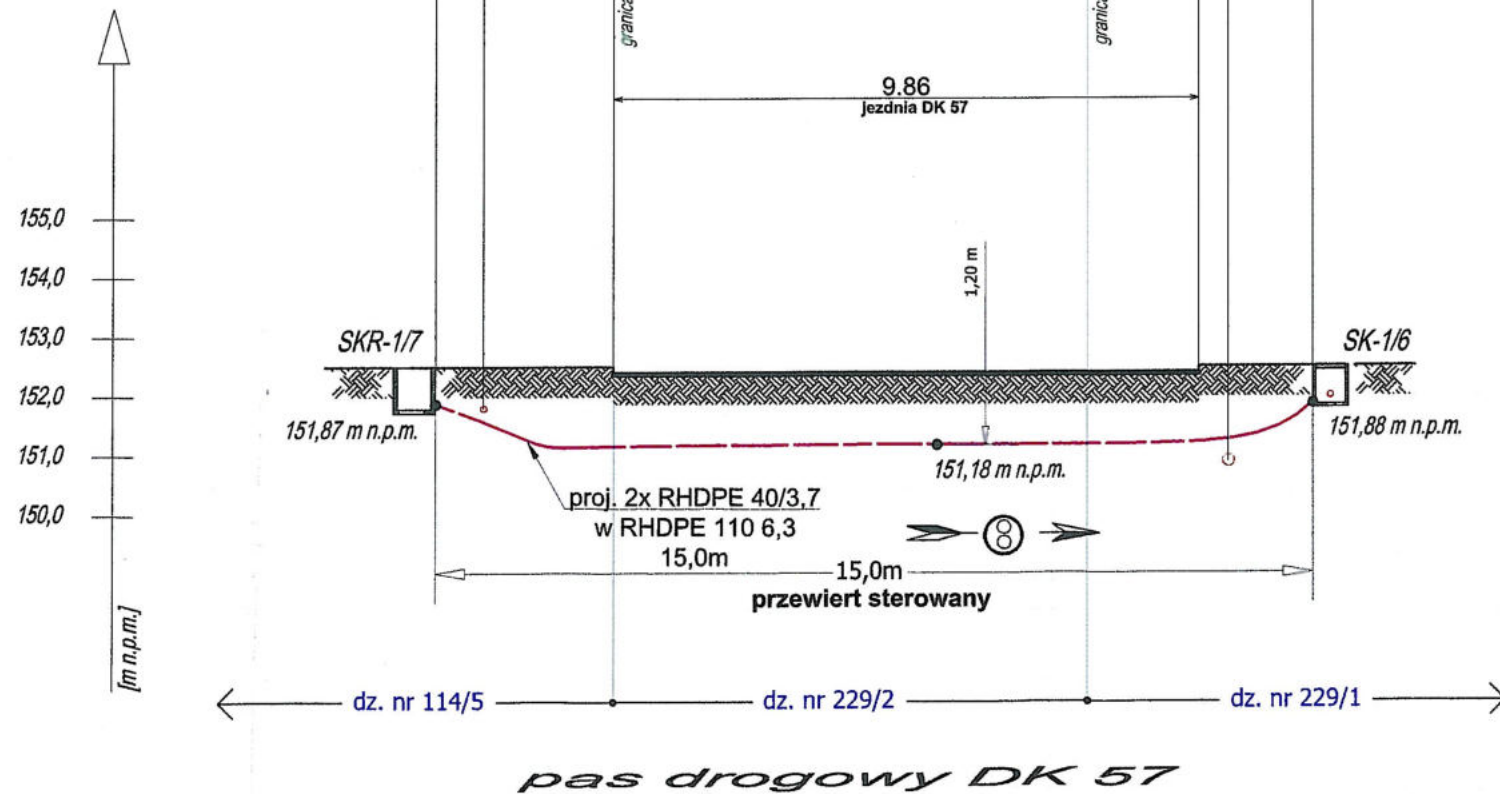 granica
granica
9.86
jezdnia DK 57
155,0
154,0
153,0
152,0
151,0
150,0
[m n.p.m.]
1,20 m
SKR-1/7
SK-1/6
151,87 m n.p.m.
151,88 m n.p.m.
151,18 m n.p.m.
proj. 2x RHDPE 40/3,7
w RHDPE 110 6,3
15,0m
15,0m
przewiert sterowany
dz. nr 114/5
dz. nr 229/2
dz. nr 229/1
pas drogowy DK 57